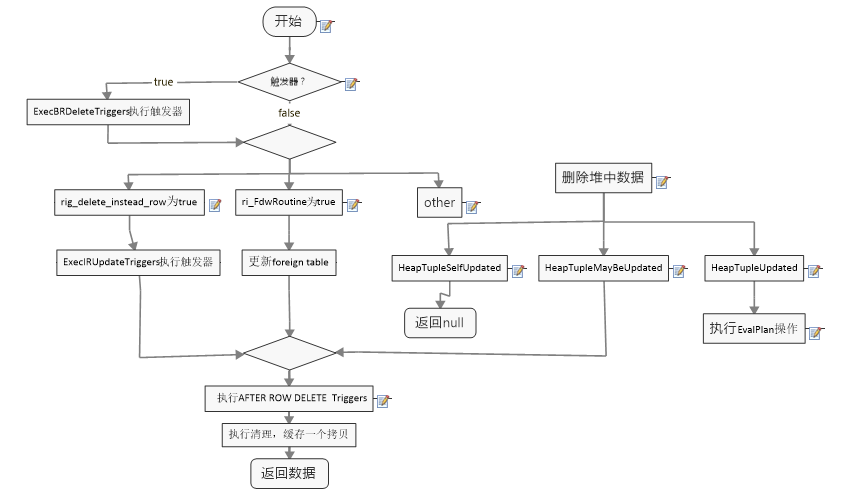 开始
触发器？
true
false
ExecBRDeleteTriggers执行触发器
rig_delete_instead_row为true
ri_FdwRoutine为true
other
删除堆中数据
ExecIRUpdateTriggers执行触发器
更新foreign table
HeapTupleSelfUpdated
HeapTupleMayBeUpdated
HeapTupleUpdated
返回null
执行EvalPlan操作
执行AFTER ROW DELETE Triggers
执行清理，缓存一个拷贝
返回数据